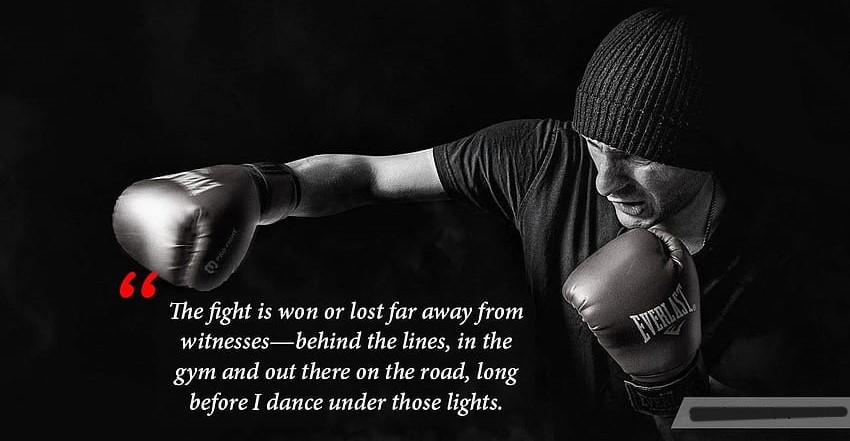 EVERLAST
“
The fight is won or lost far away from
witnesses—behind the lines, in the
gym and out there on the road, long
before I dance under those lights.